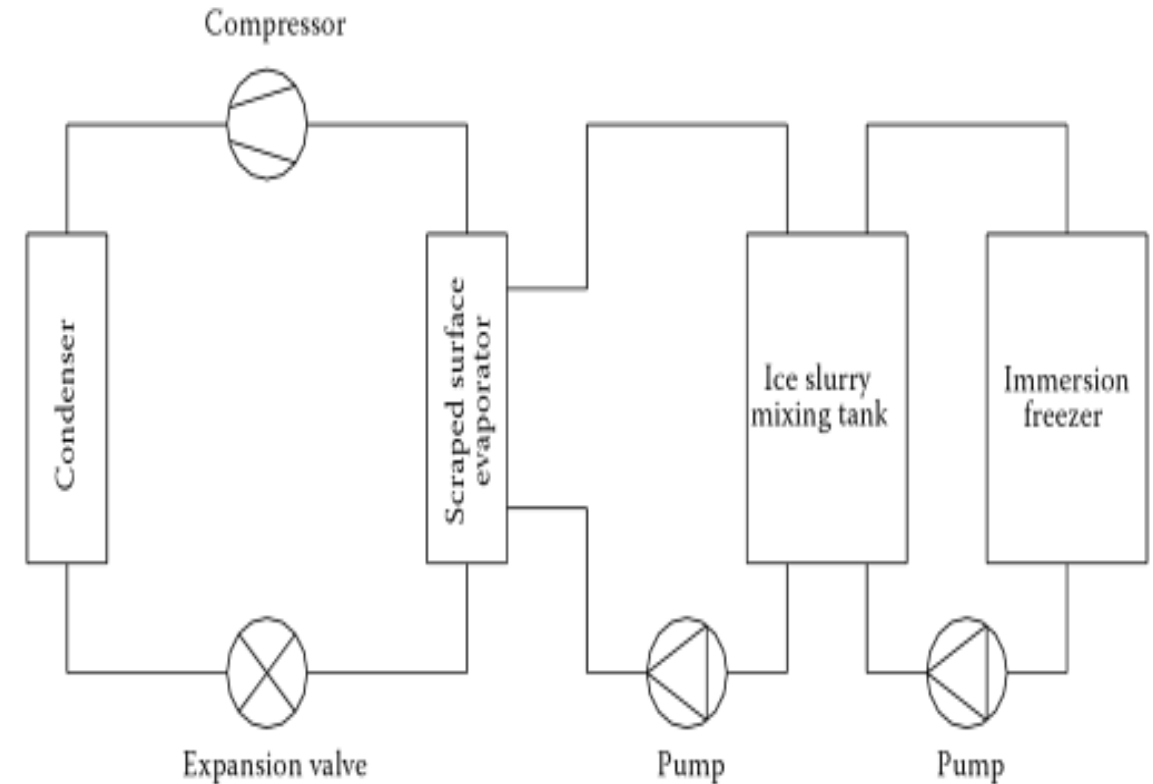 Compressor
Condenser
Scraped surface
evaporator
Ice slurry
mixing tank
Immersion
freezer
Expansion valve
Pump
Pump